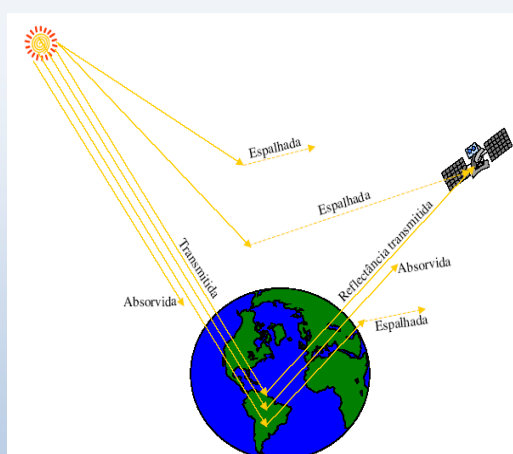 Espalhada
Espalhada
Transmitida
Reflectância transmitida
Absorvida
Absorvida
Espalhada